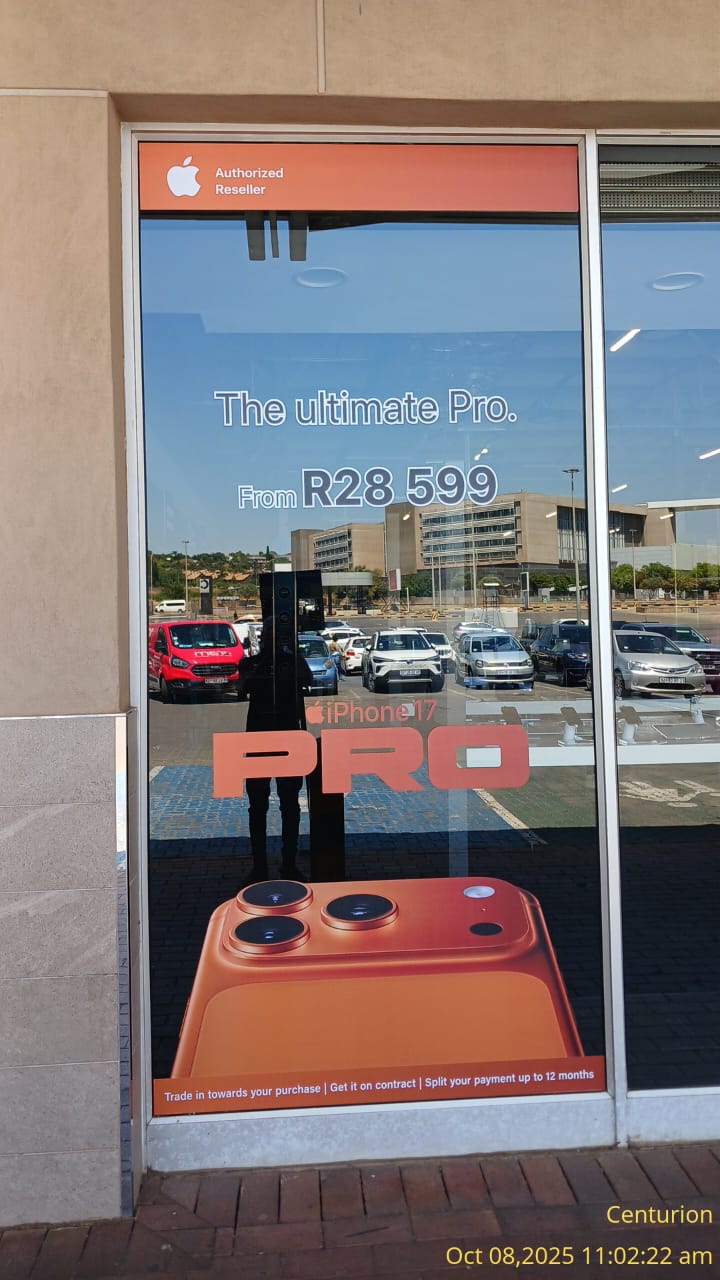 Authorized
Reseller
The ultimate Pro.
From R28 599
iPhone 17
PRO
Trade in towards your purchase | Get it on contract | Split your payment up to 12 months
Centurion
Oct 08,2025 11:02:22 am